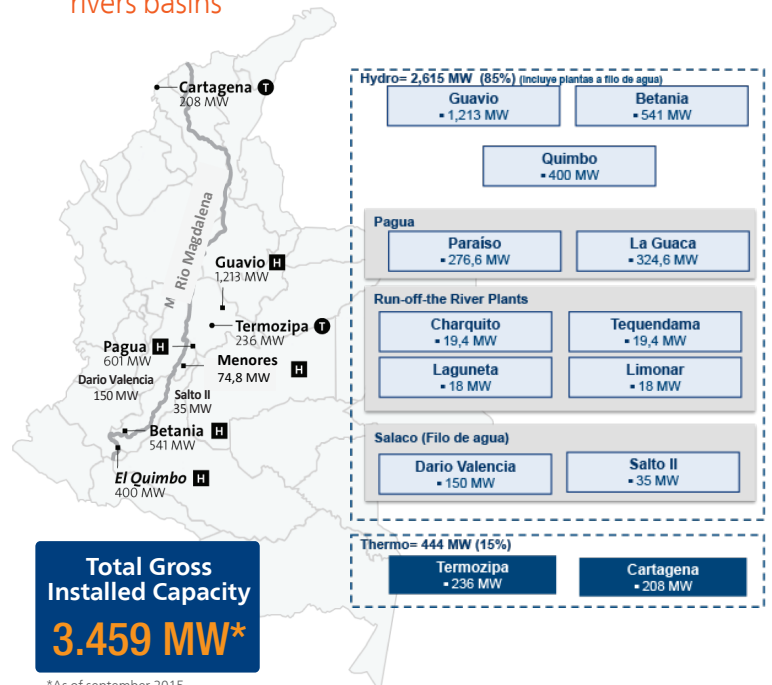 rivers basins
Cartagena T
208 MW
M Rio Magdalena
Guavio H
1,213 MW
Termozipa T
236 MW
Pagua H
601 MW
Menores H
74,8 MW
Dario Valencia
150 MW
Salto II
35 MW
Betania H
541 MW
El Quimbo H
400 MW
Total Gross
Installed Capacity
3.459 MW*
*As of september 2015
Hydro= 2,615 MW (85%) (Incluye plantas a filo de agua)
Guavio
▪ 1,213 MW
Betania
▪ 541 MW
Quimbo
▪ 400 MW
Pagua
Paraíso
▪ 276,6 MW
La Guaca
▪ 324,6 MW
Run-off-the River Plants
Charquito
▪ 19,4 MW
Tequendama
▪ 19,4 MW
Laguneta
▪ 18 MW
Limonar
▪ 18 MW
Salaco (Filo de agua)
Dario Valencia
▪ 150 MW
Salto II
▪ 35 MW
Thermo= 444 MW (15%)
Termozipa
▪ 236 MW
Cartagena
▪ 208 MW